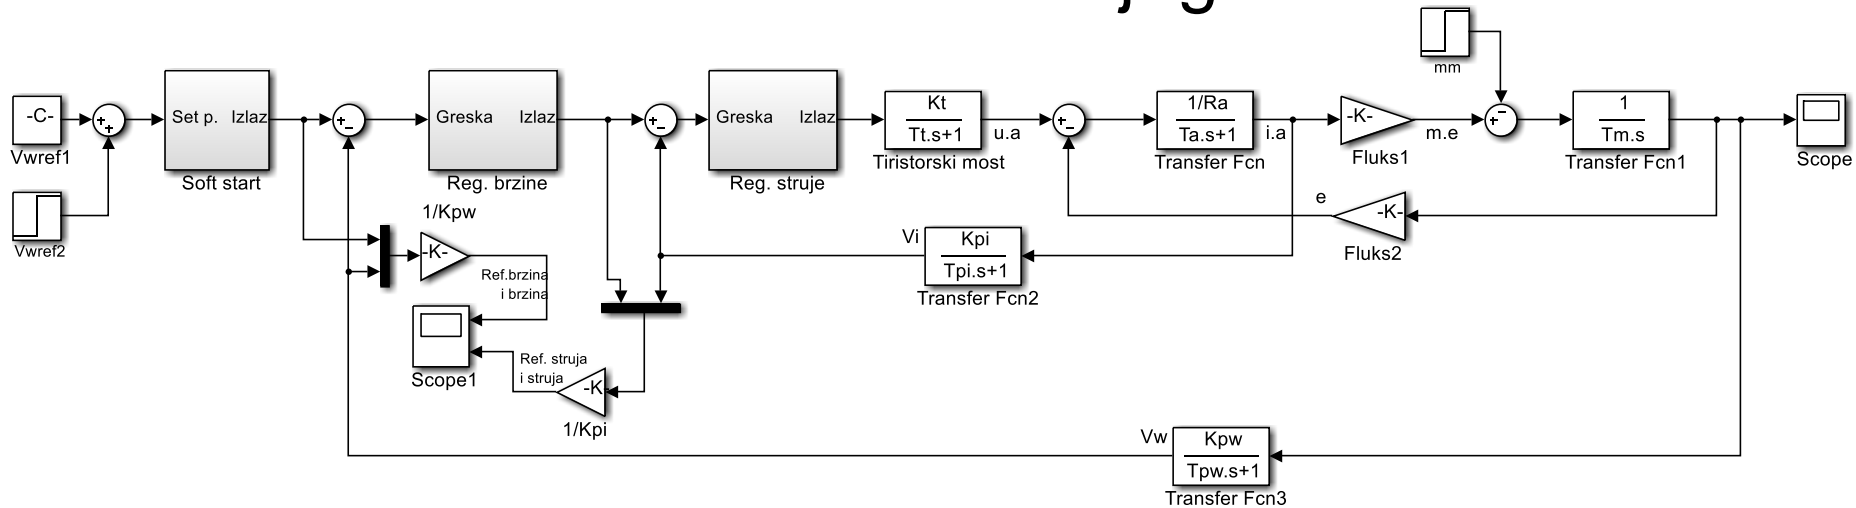 jg
mm
-C-
Vwref1
Set p. Izlaz
Soft start
Greska Izlaz
Reg. brzine
Greska Izlaz
Reg. struje
Kt
Tt.s+1
Tiristorski most
u.a
1/Ra
Ta.s+1
Transfer Fcn
i.a
-K-
Fluks1
m.e
1
Tm.s
Transfer Fcn1
Scope
Vwref2
1/Kpw
-K-
Ref.brzina
i brzina
Scope1
Ref. struja
i struja
-K
1/Kpi
Vi
Kpi
Tpi.s+1
Transfer Fcn2
e
-K-
Fluks2
Vw
Kpw
Tpw.s+1
Transfer Fcn3